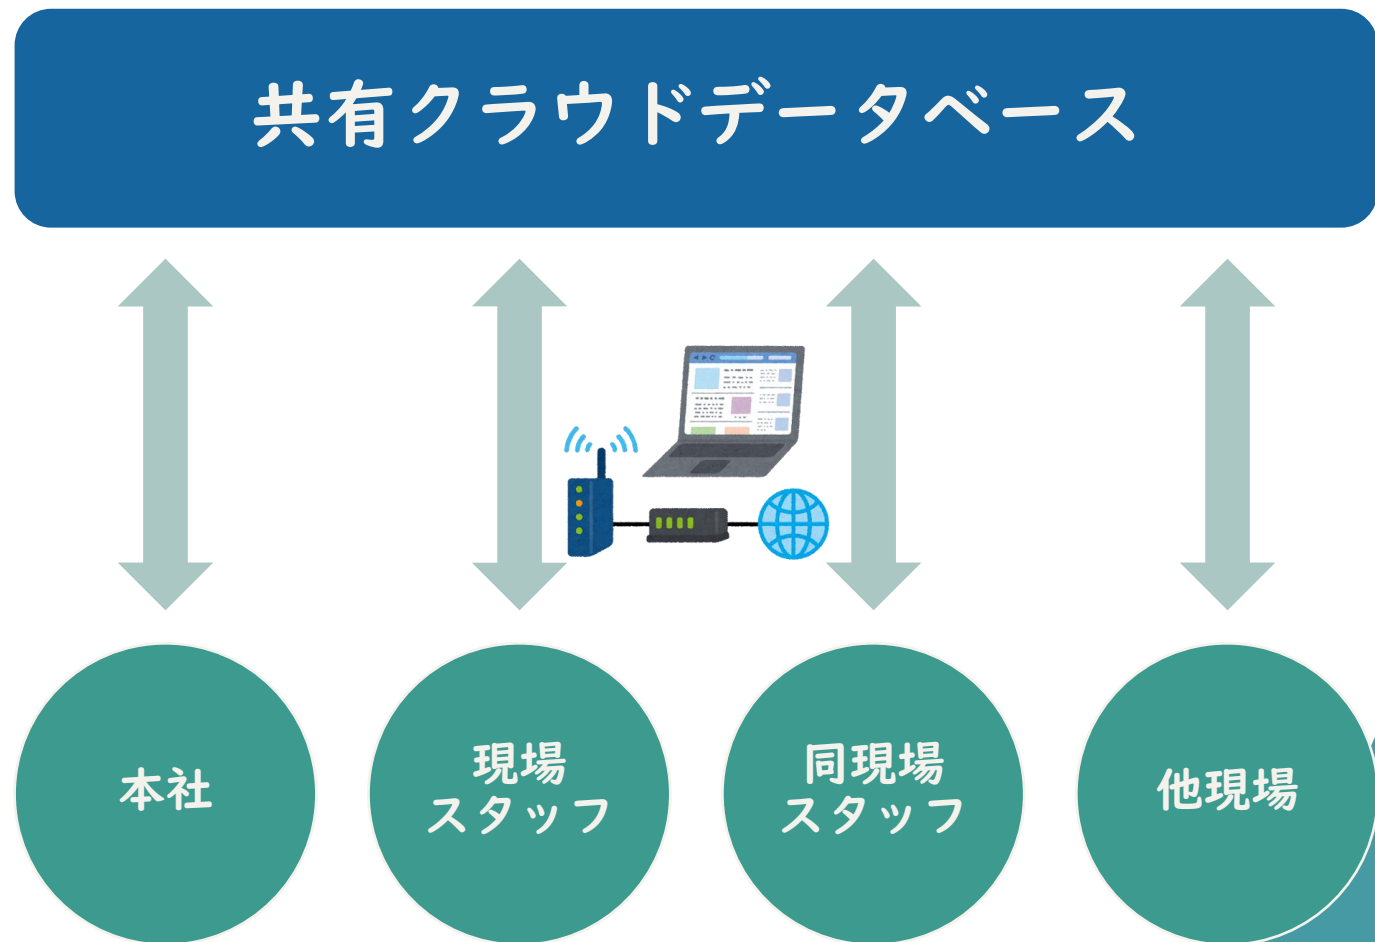 共有クラウドデータベース
本社
現場
スタッフ
同現場
スタッフ
他現場